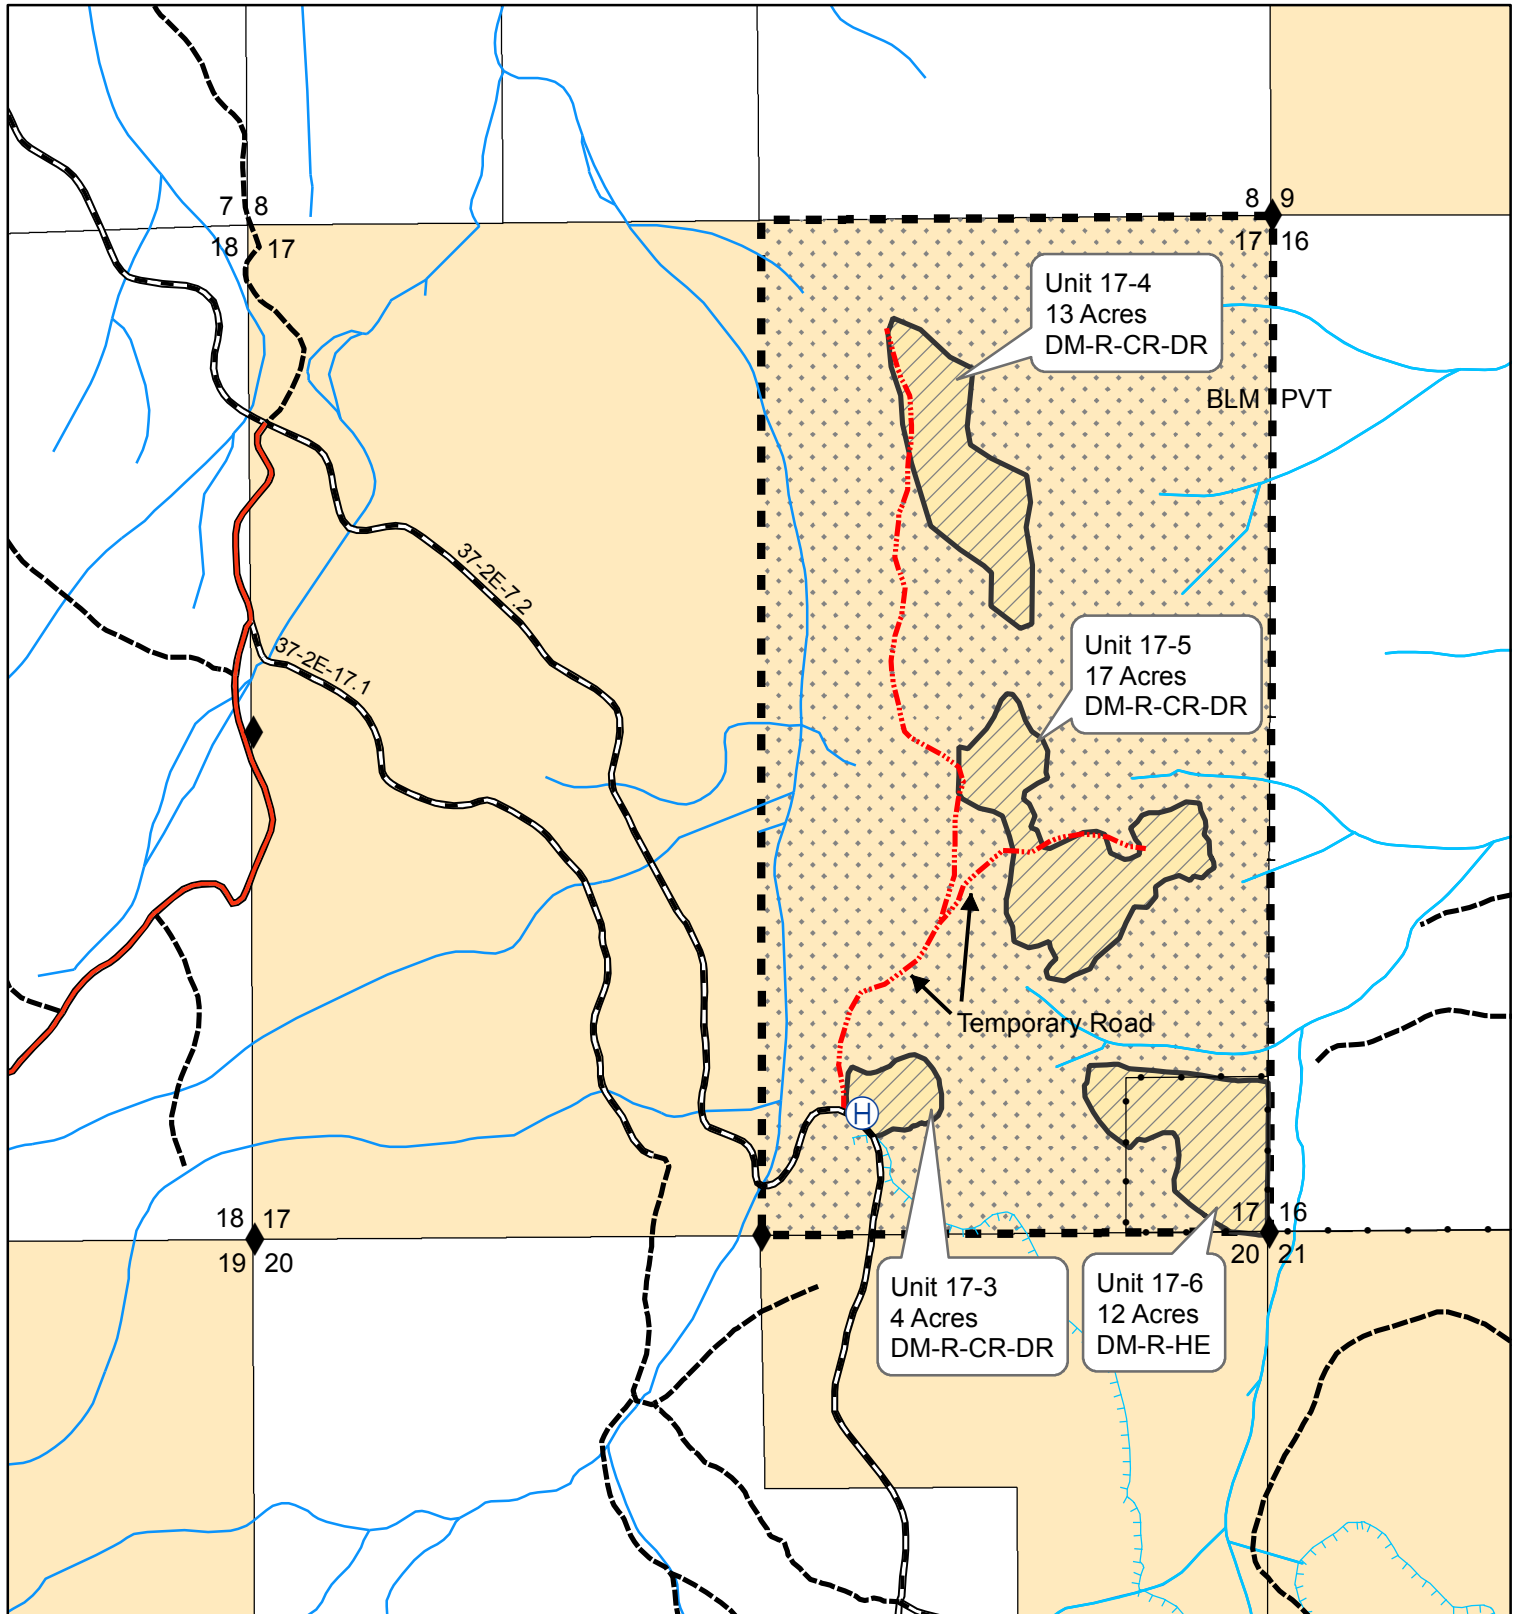 7 8
8 9
18 17
17 16
Unit 17-4
13 Acres
DM-R-CR-DR
BLM PVT
37-2E-7.2
37-2E-17.1
Unit 17-5
17 Acres
DM-R-CR-DR
Temporary Road
H
18 17
17 16
19 20
20 21
Unit 17-3
4 Acres
DM-R-CR-DR
Unit 17-6
12 Acres
DM-R-HE